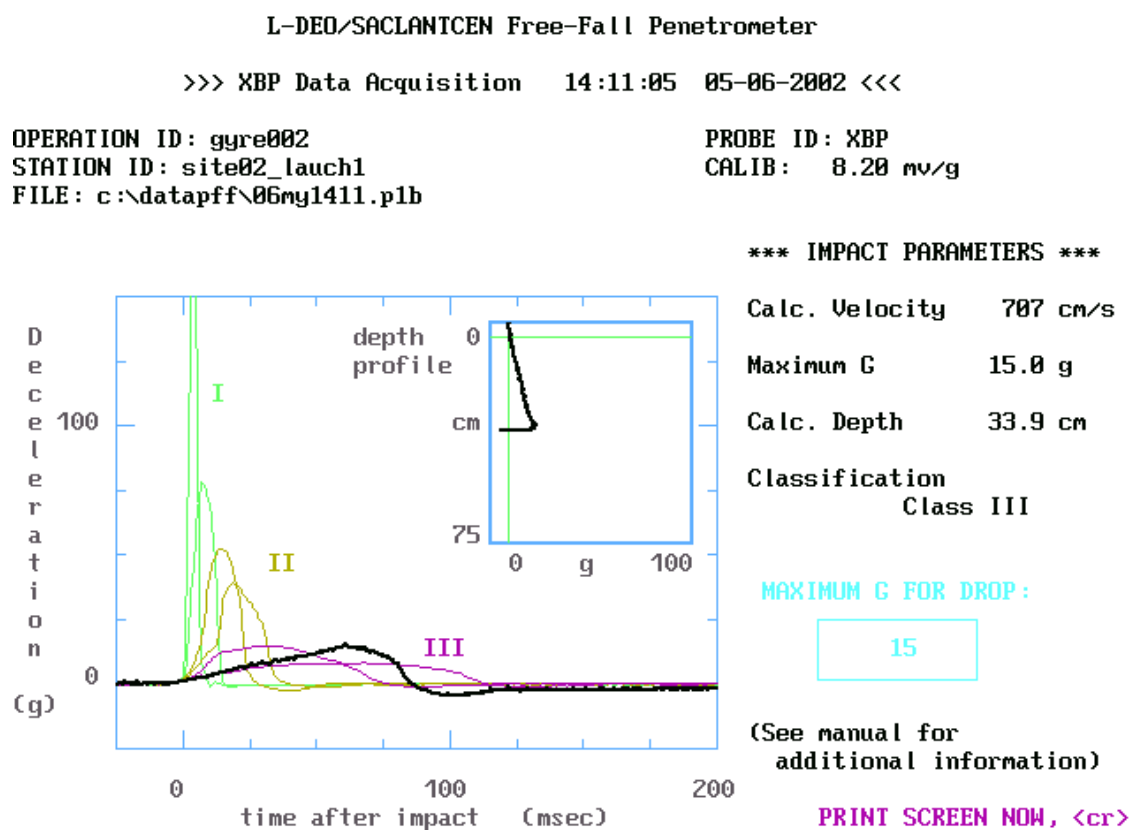 L-DEO/SACLANTCEN Free-Fall Penetrometer
>>> XBP Data Acquisition 14:11:05 05-06-2002 <<<
OPERATION ID: gyre002
STATION ID: site02_lauch1
FILE: c:\datapff\06my1411.p1b
PROBE ID: XBP
CALIB: 8.20 mv/g
*** IMPACT PARAMETERS ***
Calc. Velocity 707 cm/s
Maximum G 15.0 g
Calc. Depth 33.9 cm
Classification
Class III
MAXIMUM G FOR DROP:
15
(See manual for
additional information)
PRINT SCREEN NOW, <cr>
Deceleration
(g)
100
0
I
II
III
depth
profile
0
cm
75
0 g 100
0 100 200
time after impact (msec)